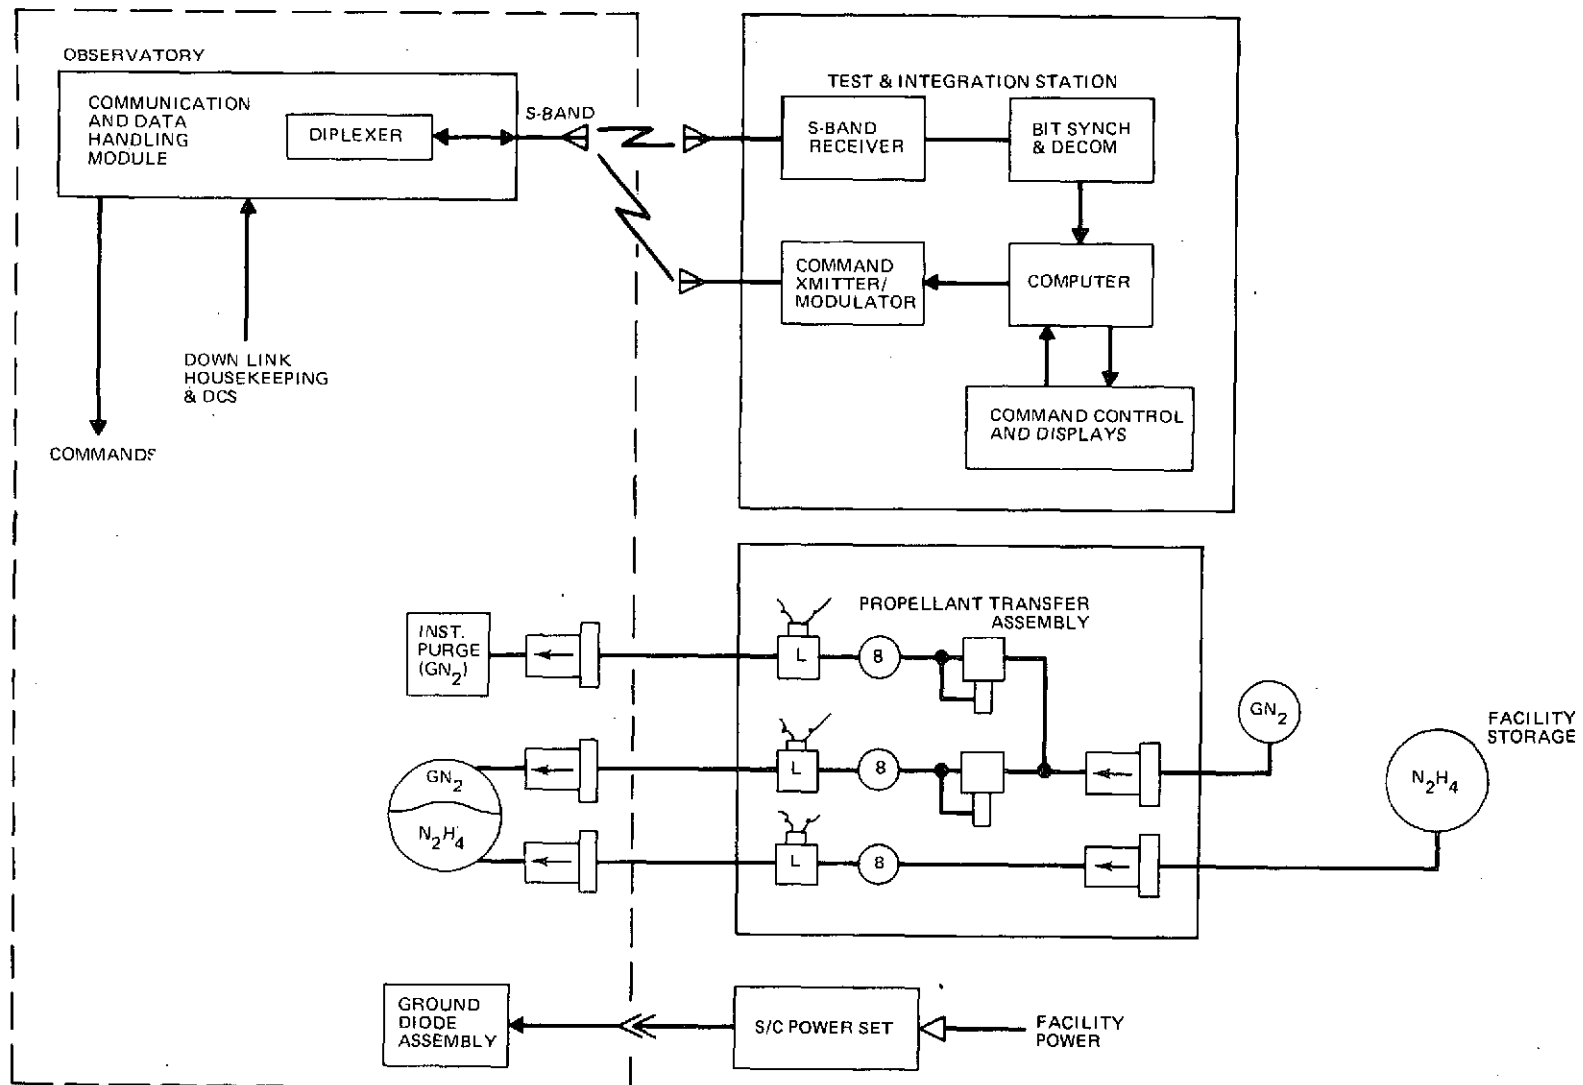 OBSERVATORY
COMMUNICATION
AND DATA
HANDLING
MODULE
DIPLEXER
S-BAND
DOWN LINK
HOUSEKEEPING
& DCS
COMMANDS
TEST & INTEGRATION STATION
S-BAND
RECEIVER
BIT SYNCH
& DECOM
COMMAND
XMITTER/
MODULATOR
COMPUTER
COMMAND CONTROL
AND DISPLAYS
PROPELLANT TRANSFER
ASSEMBLY
INST.
PURGE
(GN2)
L
8
GN2
N2H4
L
8
L
8
GN2
FACILITY
STORAGE
N2H4
GROUND
DIODE
ASSEMBLY
S/C POWER SET
FACILITY
POWER